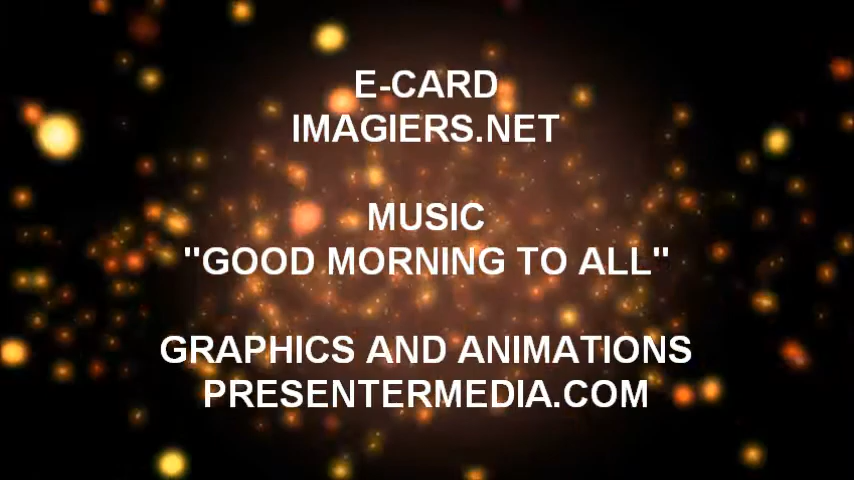 E-CARD
IMAGIERS.NET
MUSIC
"GOOD MORNING TO ALL"
GRAPHICS AND ANIMATIONS
PRESENTERMEDIA.COM